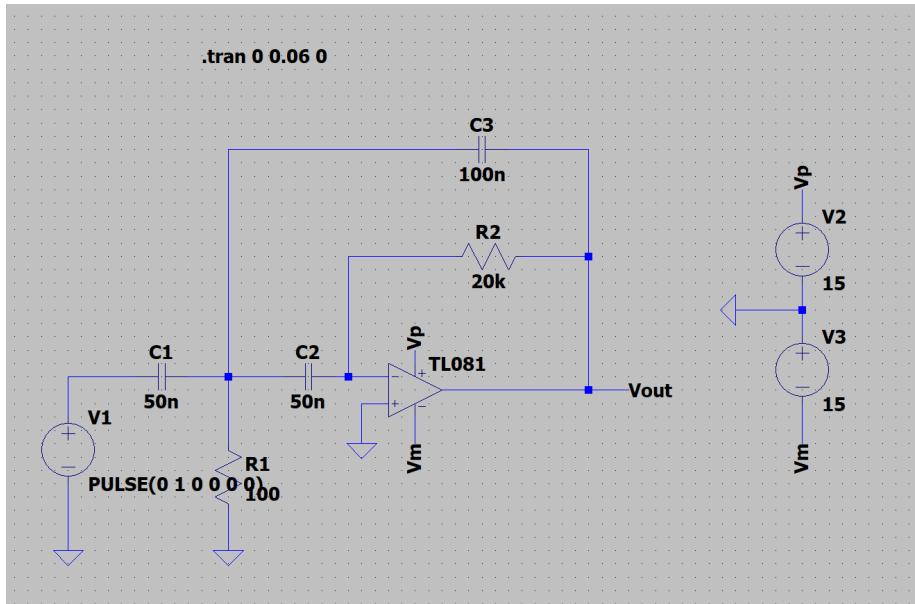 .tran 0 0.06 0
C3
100n
R2
20k
Vp
V2
15
V3
15
Vm
C1
50n
C2
50n
Vp
+
-
TL081
+
-
Vm
Vout
V1
+
-
PULSE(0 1 0 0 0 0)
R1
100
+
-
+
-